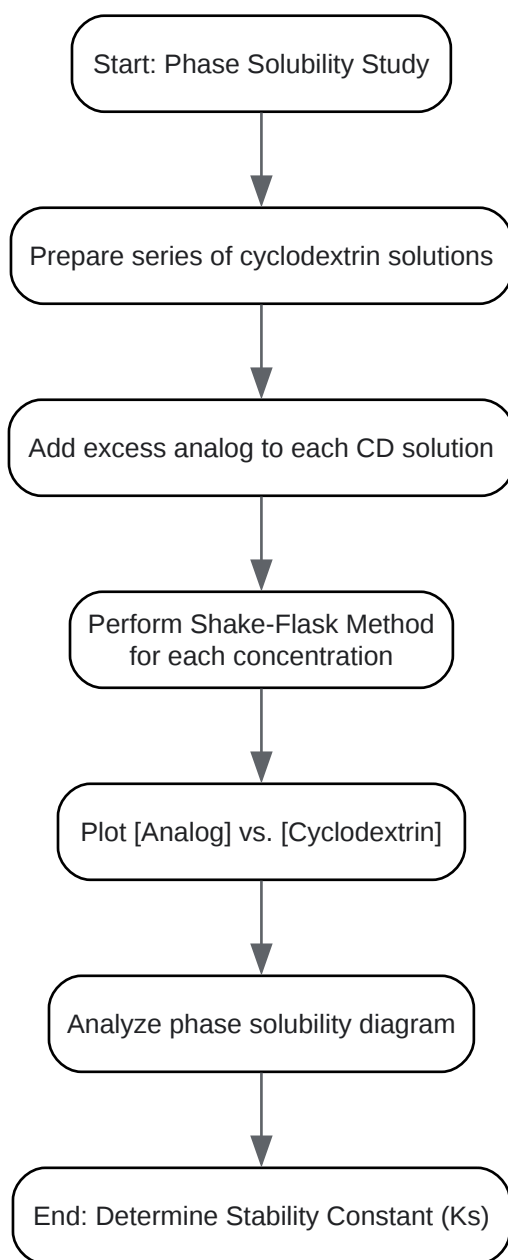 Start: Phase Solubility Study
Prepare series of cyclodextrin solutions
Add excess analog to each CD solution
Perform Shake-Flask Method
for each concentration
Plot [Analog] vs. [Cyclodextrin]
Analyze phase solubility diagram
End: Determine Stability Constant (Ks)